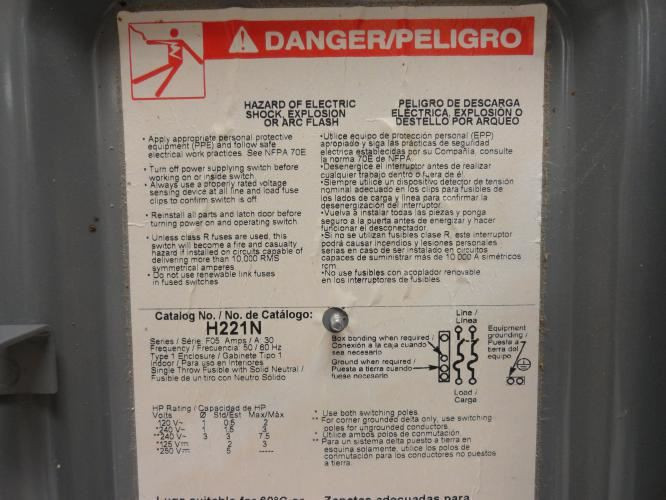 DANGER/PELIGRO
HAZARD OF ELECTRIC
SHOCK, EXPLOSION
OR ARC FLASH
• Apply appropriate personal protective
equipment (PPE) and follow safe
electrical work practices. See NFPA 70E
• Turn off power supplying switch before
working on or inside switch
• Always use a properly rated voltage
sensing device at all line and load fuse
clips to confirm switch is off.
• Reinstall all parts and latch door before
turning power on and operating switch
• Unless class R fuses are used, this
switch will become a fire and casualty
hazard if installed on circuits capable of
delivering more than 10,000 RMS
symmetrical amperes
• Do not use renewable link fuses
in fused switches
PELIGRO DE DESCARGA
ELÉCTRICA, EXPLOSIÓN O
DESTELLO POR ARQUEO
•Utilice equipo de protección personal (EPP)
apropiado y siga las prácticas de seguridad
eléctrica establecidas por su Compañía, consulte
la norma 70E de NFPA.
•Desenergice el interruptor antes de realizar
cualquier trabajo dentro o fuera de él.
•Siempre utilice un dispositivo detector de tensión
nominal adecuado en los clips para fusibles de
los lados de carga y línea para confirmar la
desenergización del interruptor.
•Vuelva a instalar todas las piezas y ponga
seguro a la puerta antes de energizar y hacer
funcionar el desconectador.
•Si no se utilizan fusibles clase R, este interruptor
podrá causar incendios y lesiones personales
serias en caso de ser instalado en circuitos
capaces de suministrar más de 10 000 A simétricos
rcm
•No use fusibles con acoplador renovable
en los interruptores de fusibles.
Catalog No. / No. de Catálogo:
H221N
Series / Série: F05 Amps / A: 30
Frequency / Frecuencia: 50 / 60 Hz
Type 1 Enclosure / Gabinete Tipo 1
Indoor / Para uso en Interiores
Single Throw Fusible with Solid Neutral /
Fusible de un tiro con Neutro Sólido
Line /
Línea
Box bonding when required /
Conexión a la caja cuando
sea necesario
Ground when required /
Puesta a tierra cuando
fuese necesario
Equipment
grounding /
Puesta a
tierra del
equipo
Load /
Carga
HP Rating / Capacidad de HP
Volts Ø Std/Est Max/Máx
120 V~ 1 0.5 2
*240 V~ 1 1.5 3
**240 V~ 3 3 7.5
*125 V 2 3
*250 V 5 -----
* Use both switching poles.
** For corner grounded delta only, use switching
poles for ungrounded conductors.
* Utilice ambos polos de conmutación
** Para un sistema delta puesto a tierra en
esquina solamente, utilice los polos de
conmutación para los conductores no puestos
a tierra.
Lugs suitable for 60°C or
Zapatas adecuadas para